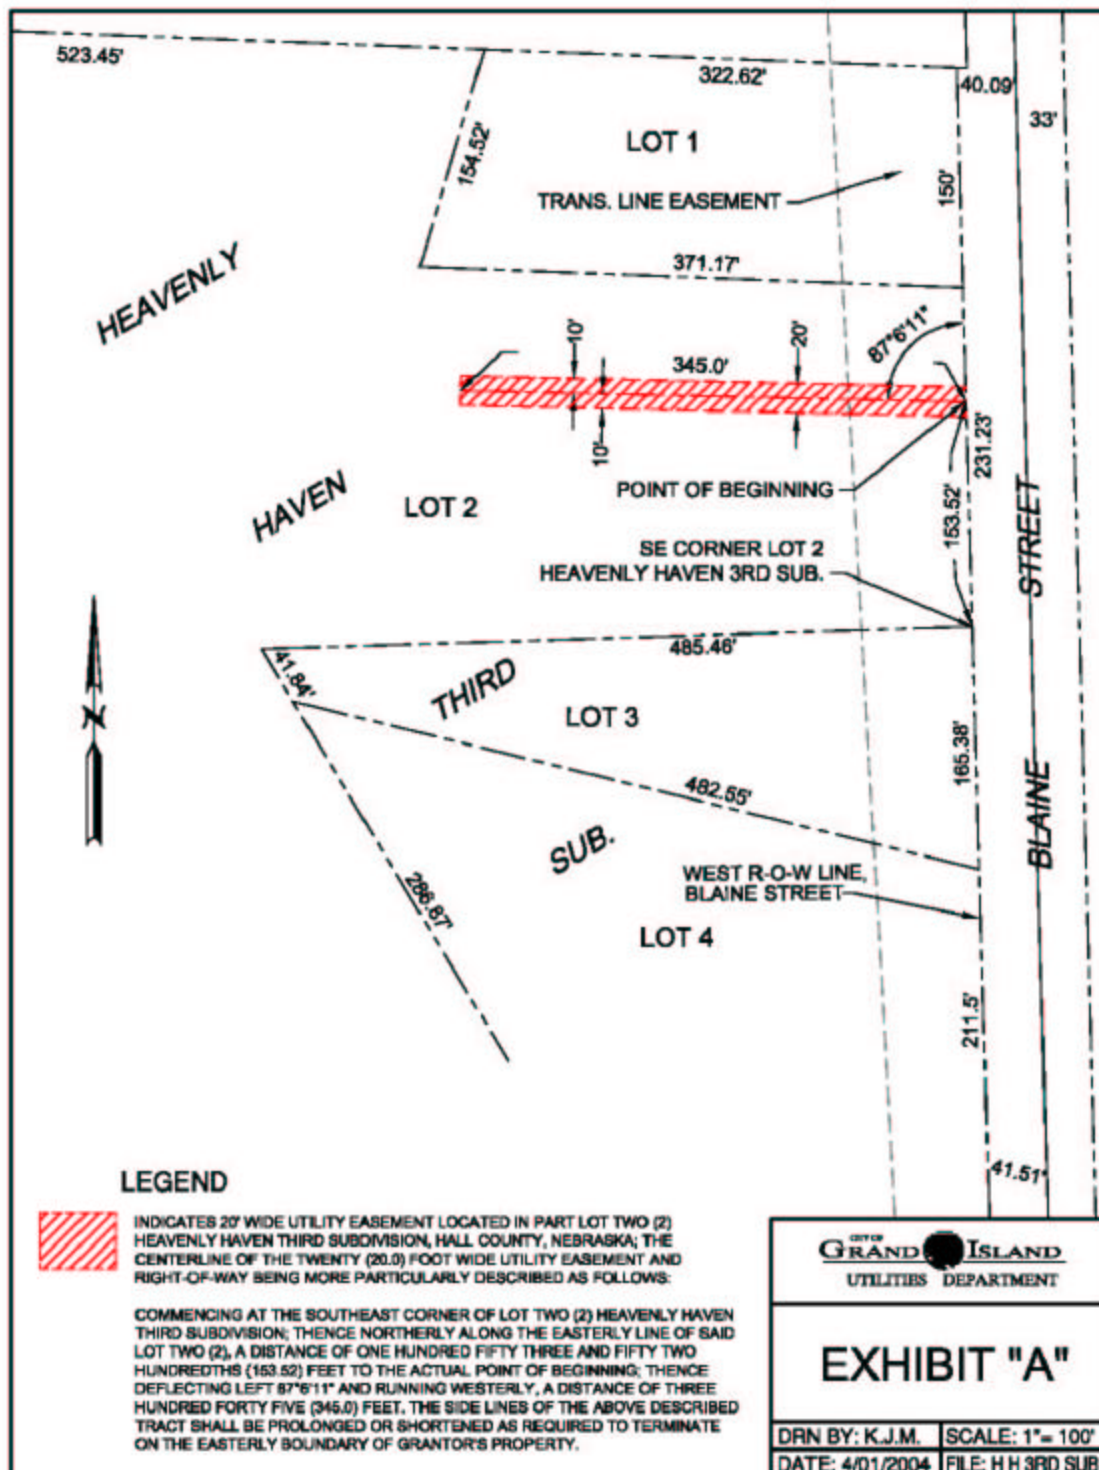 523.45'
322.62'
40.09'
33'
LOT 1
154.52'
TRANS. LINE EASEMENT
150'
371.17'
HEAVENLY
10'
345.0'
20'
87°6'11"
10'
231.23'
POINT OF BEGINNING
HAVEN
LOT 2
153.52'
STREET
SE CORNER LOT 2
HEAVENLY HAVEN 3RD SUB.
485.46'
41.84'
THIRD
N
LOT 3
165.38'
482.55'
BLAINE
SUB.
WEST R-O-W LINE,
BLAINE STREET
286.87'
LOT 4
211.5'
41.51'
LEGEND
INDICATES 20' WIDE UTILITY EASEMENT LOCATED IN PART LOT TWO (2)
HEAVENLY HAVEN THIRD SUBDIVISION, HALL COUNTY, NEBRASKA; THE
CENTERLINE OF THE TWENTY (20.0) FOOT WIDE UTILITY EASEMENT AND
RIGHT-OF-WAY BEING MORE PARTICULARLY DESCRIBED AS FOLLOWS:
COMMENCING AT THE SOUTHEAST CORNER OF LOT TWO (2) HEAVENLY HAVEN
THIRD SUBDIVISION; THENCE NORTHERLY ALONG THE EASTERLY LINE OF SAID
LOT TWO (2), A DISTANCE OF ONE HUNDRED FIFTY THREE AND FIFTY TWO
HUNDREDTHS (153.52) FEET TO THE ACTUAL POINT OF BEGINNING; THENCE
DEFLECTING LEFT 87°6'11" AND RUNNING WESTERLY, A DISTANCE OF THREE
HUNDRED FORTY FIVE (345.0) FEET. THE SIDE LINES OF THE ABOVE DESCRIBED
TRACT SHALL BE PROLONGED OR SHORTENED AS REQUIRED TO TERMINATE
ON THE EASTERLY BOUNDARY OF GRANTOR'S PROPERTY.
CITY OF
GRAND ISLAND
UTILITIES DEPARTMENT
EXHIBIT "A"
DRN BY: K.J.M.
SCALE: 1"= 100'
DATE: 4/01/2004
FILE: H H 3RD SUB